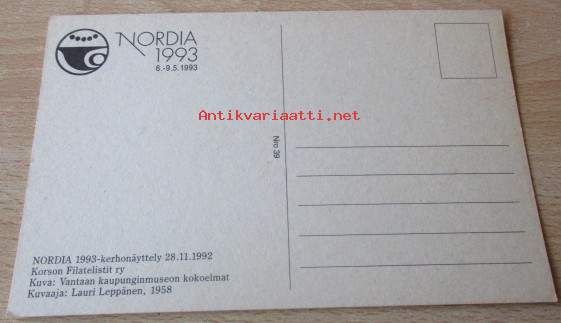 NORDIA
1993
6.-9.5.1993
Antikvariaatti.net
Nro 39
NORDIA 1993-kerhonäyttely 28.11.1992
Korson Filatelistit ry
Kuva: Vantaan kaupunginmuseon kokoelmat
Kuvaaja: Lauri Leppänen, 1958